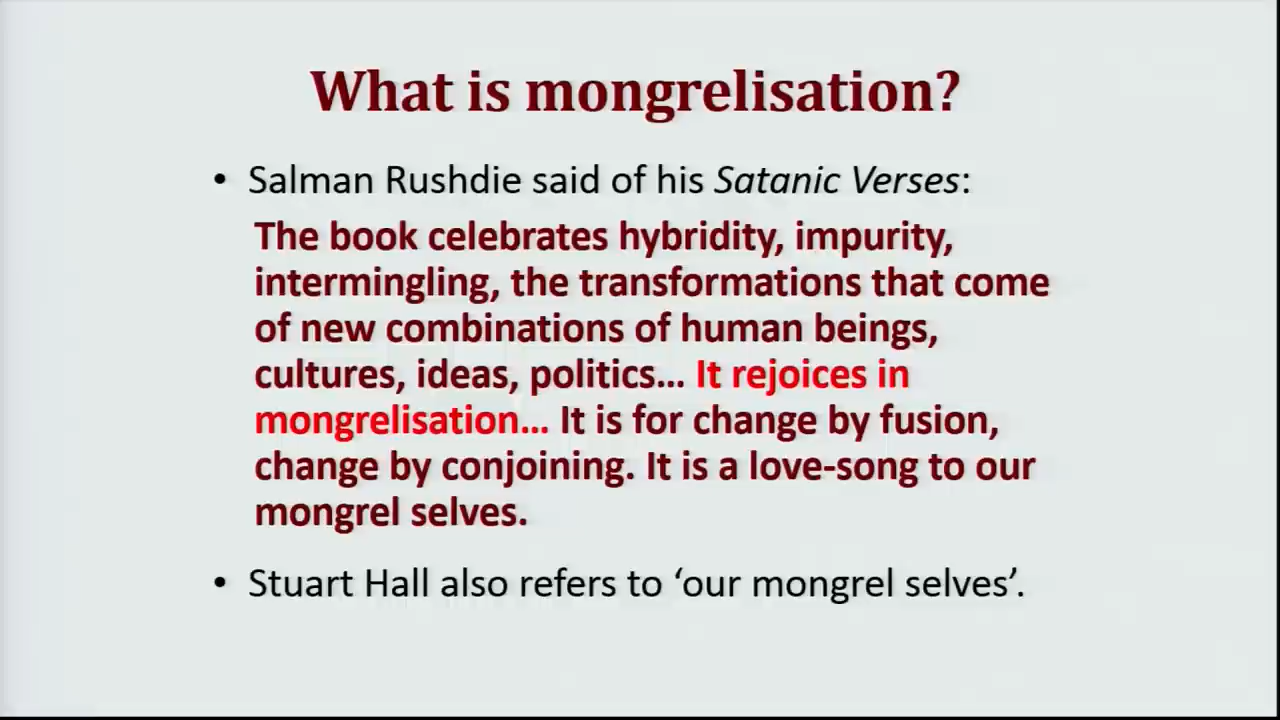 What is mongrelisation?
• Salman Rushdie said of his Satanic Verses:
The book celebrates hybridity, impurity,
intermingling, the transformations that come
of new combinations of human beings,
cultures, ideas, politics... It rejoices in
mongrelisation... It is for change by fusion,
change by conjoining. It is a love-song to our
mongrel selves.
• Stuart Hall also refers to ‘our mongrel selves’.